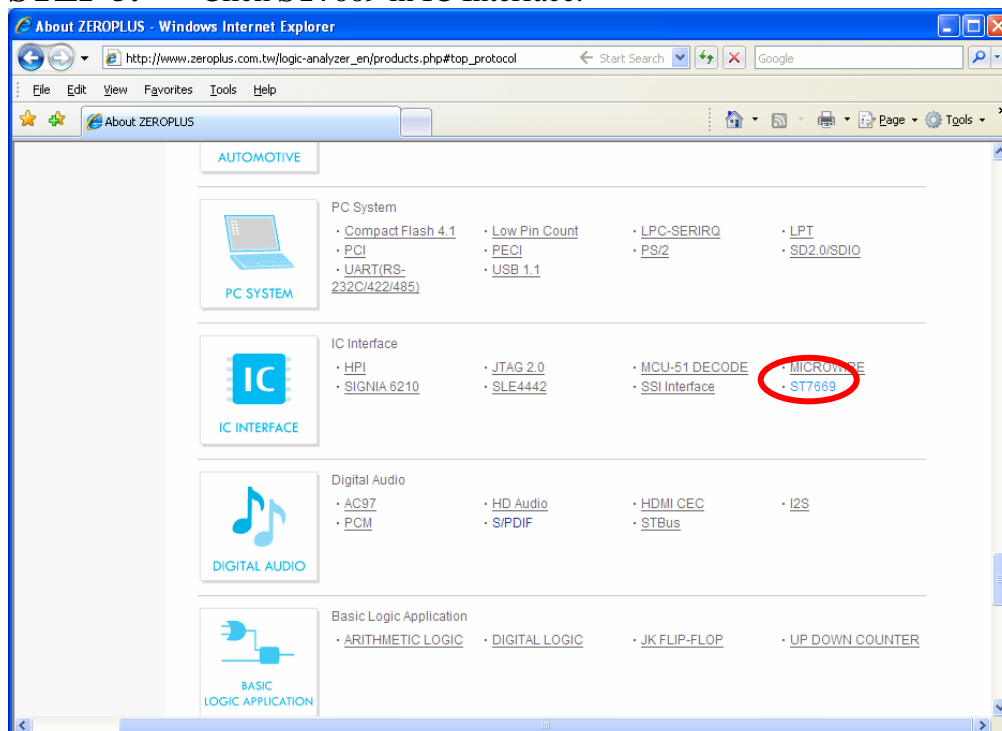 About ZEROPLUS - Windows Internet Explorer
http://www.zeroplus.com.tw/logic-analyzer_en/products.php#top_protocol Start Search Google
File Edit View Favorites Tools Help
About ZEROPLUS Page Tools
AUTOMOTIVE
PC System
· Compact Flash 4.1 · Low Pin Count · LPC-SERIRQ · LPT
· PCI · PECI · PS/2 · SD2.0/SDIO
· UART(RS- · USB 1.1
232C/422/485)
PC SYSTEM
IC Interface
· HPI · JTAG 2.0 · MCU-51 DECODE · MICROWIRE
· SIGNIA 6210 · SLE4442 · SSI Interface · ST7669
IC
IC INTERFACE
Digital Audio
· AC97 · HD Audio · HDMI CEC · I2S
· PCM · S/PDIF · STBus
DIGITAL AUDIO
Basic Logic Application
· ARITHMETIC LOGIC · DIGITAL LOGIC · JK FLIP-FLOP · UP DOWN COUNTER
BASIC
LOGIC APPLICATION